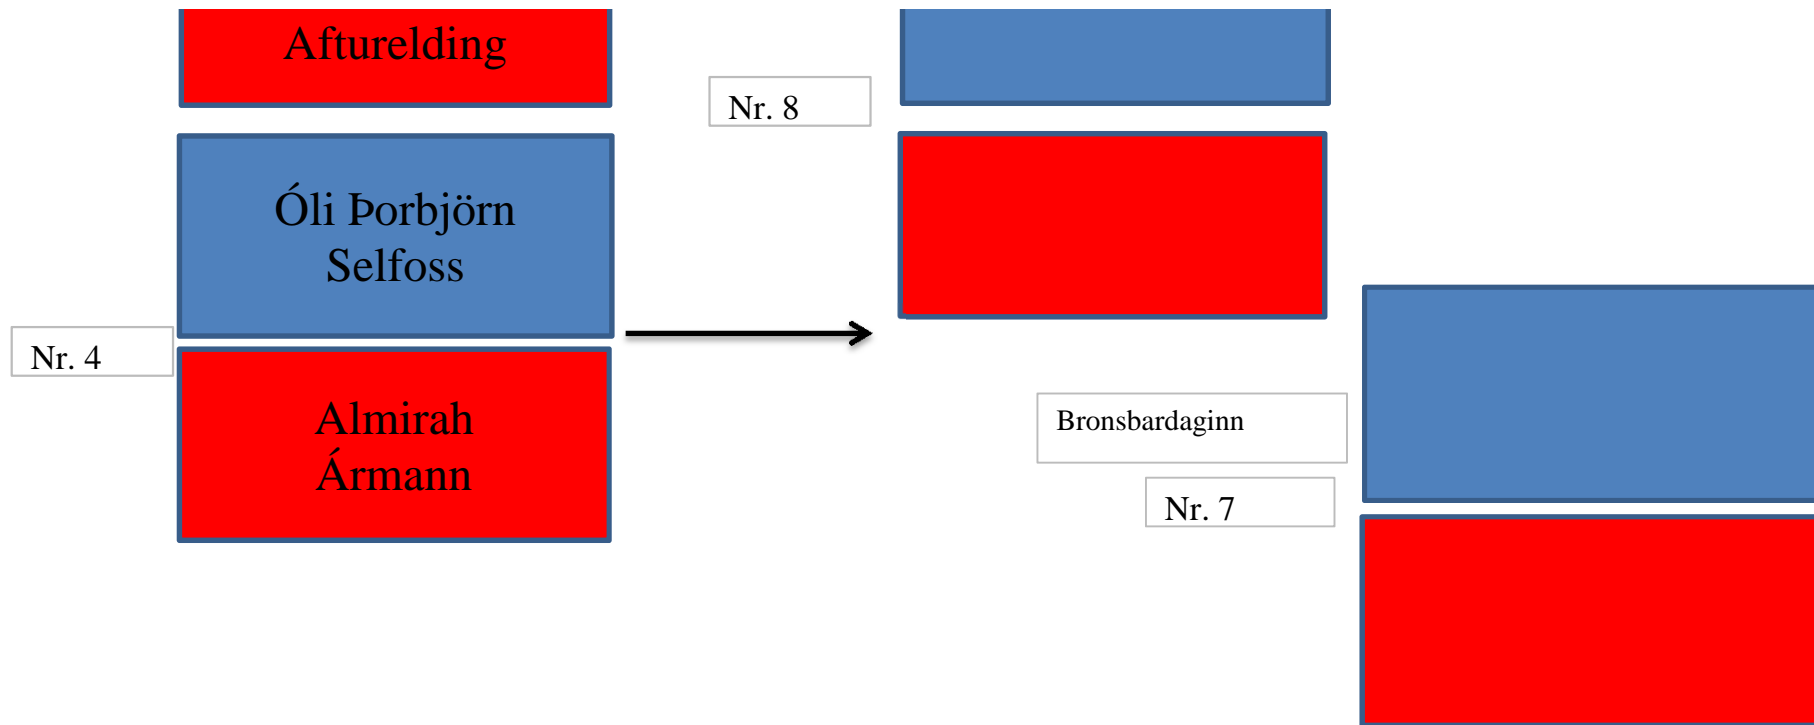 Afturelding
Nr. 8
Óli Þorbjörn
Selfoss
Nr. 4
Almirah
Ármann
Bronsbardaginn
Nr. 7